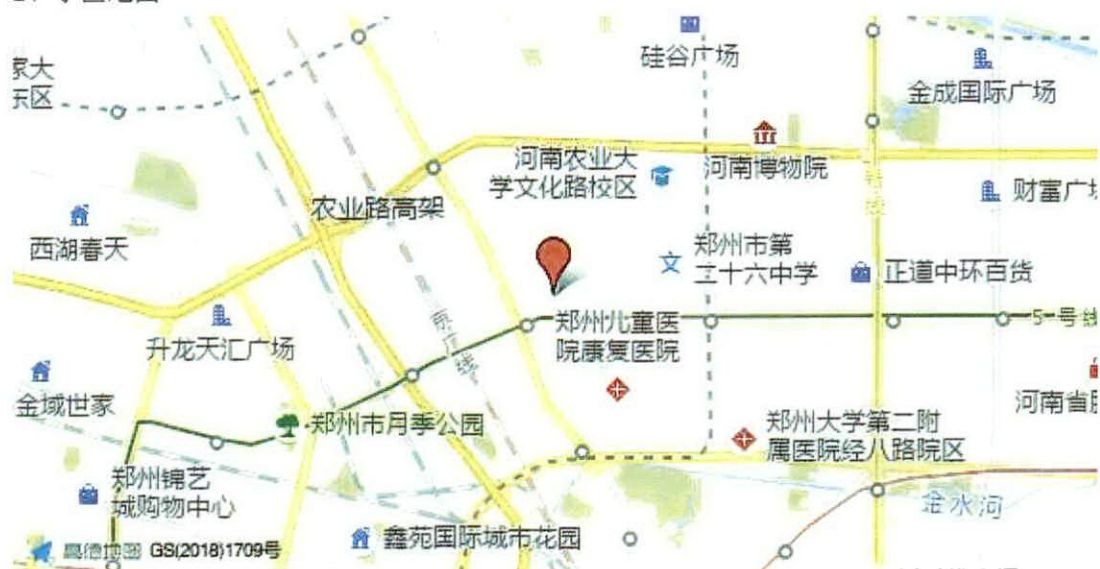 家大
东区
硅谷广场
金成国际广场
河南农业大
学文化路校区
河南博物院
农业路高架
财富广场
西湖春天
郑州市第
二十六中学
正道中环百货
京广线
郑州儿童医
院康复医院
5号线
升龙天汇广场
金域世家
河南省
郑州市月季公园
郑州大学第二附
属医院经八路院区
郑州锦艺
城购物中心
金水河
鑫苑国际城市花园
高德地图 GS(2018)1709号